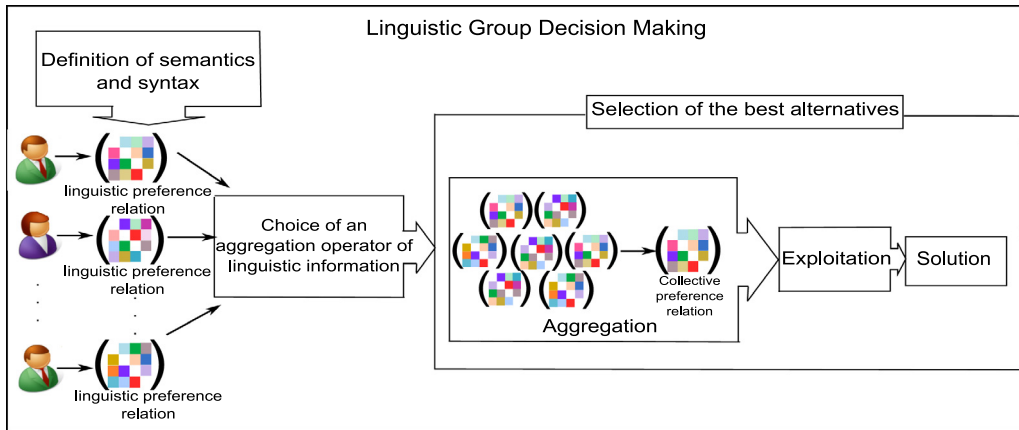 Linguistic Group Decision Making
Definition of semantics
and syntax
linguistic preference
relation
linguistic preference
relation
linguistic preference
relation
Choice of an
aggregation operator of
linguistic information
Selection of the best alternatives
Collective
preference
relation
Aggregation
Exploitation
Solution